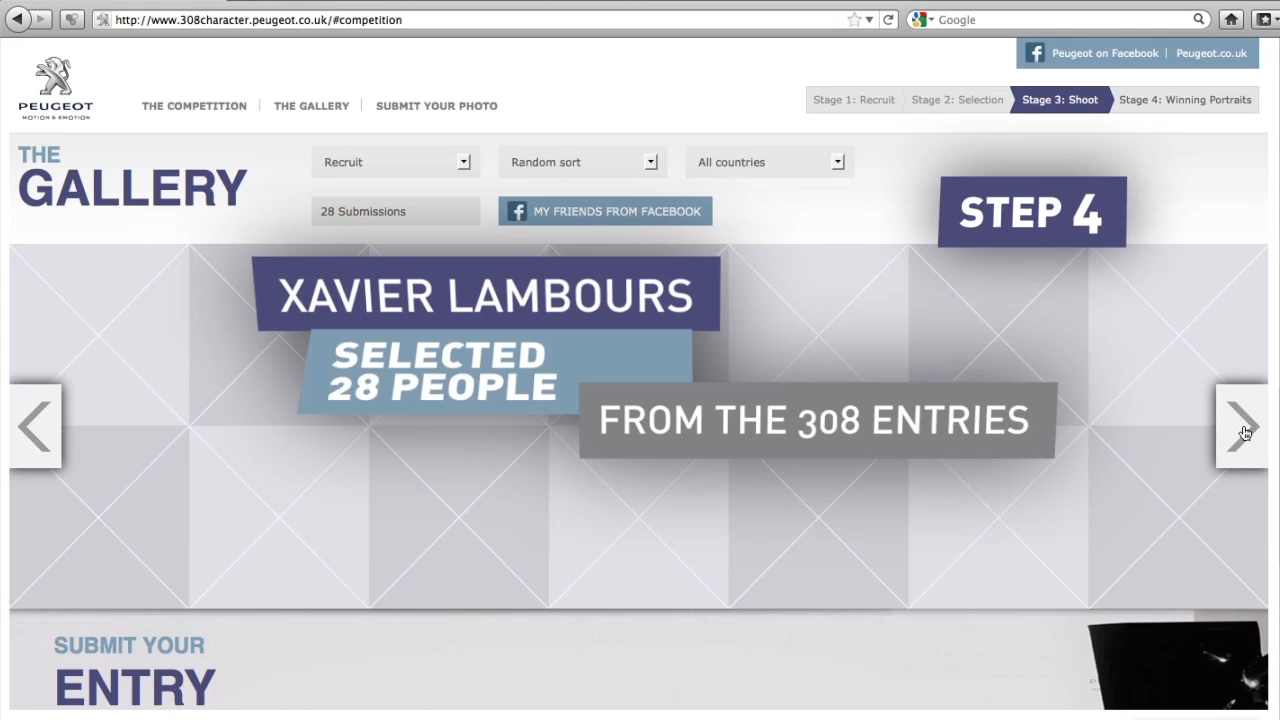 http://www.308character.peugeot.co.uk/#competition
Google
Peugeot on Facebook | Peugeot.co.uk
PEUGEOT
MOTION & EMOTION
THE COMPETITION
THE GALLERY
SUBMIT YOUR PHOTO
Stage 1: Recruit
Stage 2: Selection
Stage 3: Shoot
Stage 4: Winning Portraits
THE
GALLERY
Recruit
Random sort
All countries
28 Submissions
MY FRIENDS FROM FACEBOOK
STEP 4
XAVIER LAMBOURS
SELECTED
28 PEOPLE
FROM THE 308 ENTRIES
SUBMIT YOUR
ENTRY